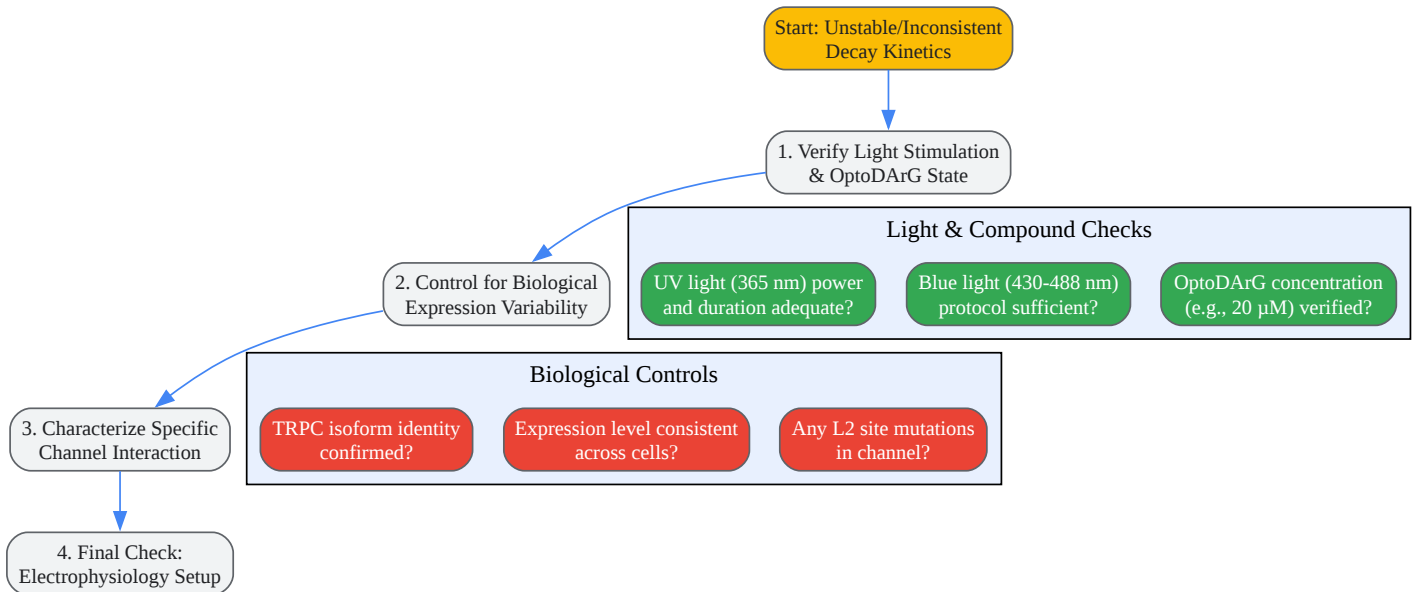 Start: Unstable/Inconsistent
Decay Kinetics
1. Verify Light Stimulation
& OptoDArG State
Light & Compound Checks
UV light (365 nm) power
and duration adequate?
Blue light (430-488 nm)
protocol sufficient?
OptoDArG concentration
(e.g., 20 µM) verified?
2. Control for Biological
Expression Variability
Biological Controls
TRPC isoform identity
confirmed?
Expression level consistent
across cells?
Any L2 site mutations
in channel?
3. Characterize Specific
Channel Interaction
4. Final Check:
Electrophysiology Setup